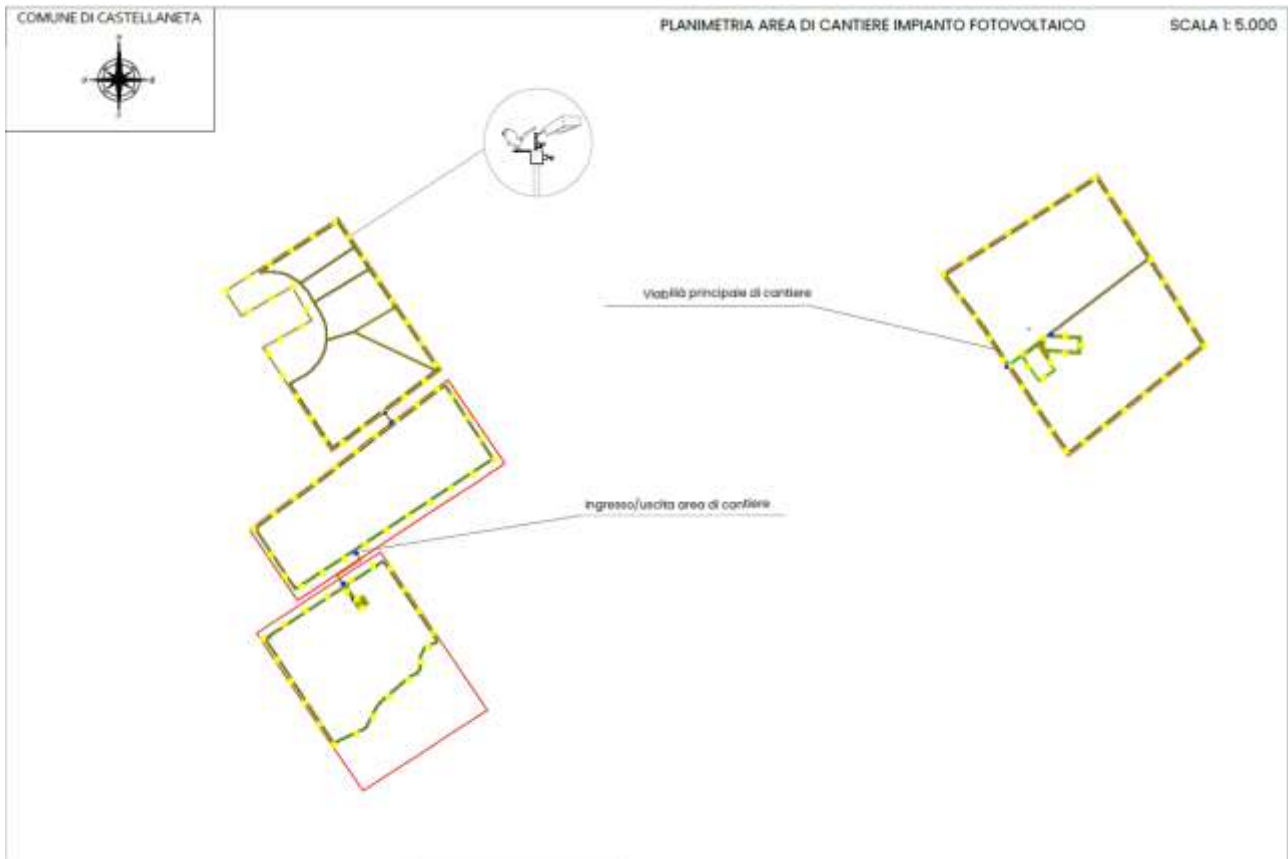 COMUNE DI CASTELLANETA
PLANIMETRIA AREA DI CANTIERE IMPIANTO FOTOVOLTAICO
SCALA 1: 5.000
Viabilià principale di cantiere
Ingresso/uscita area di cantiere